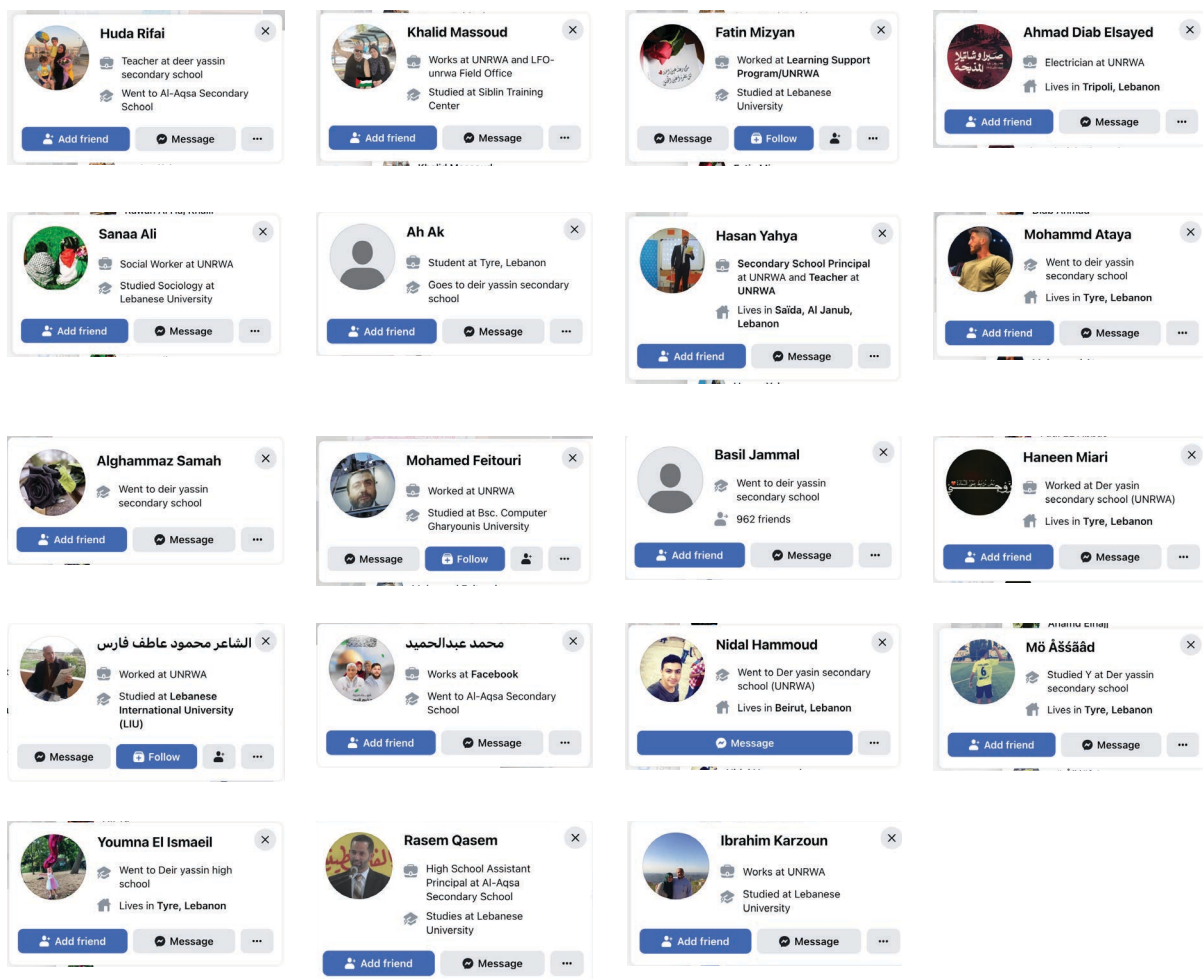 Huda Rifai
Teacher at deer yassin
secondary school
Went to Al-Aqsa Secondary
School
Add friend
Message
Khalid Massoud
Works at UNRWA and LFO-
unrwa Field Office
Studied at Siblin Training
Center
Add friend
Message
Fatin Mizyan
Worked at Learning Support
Program/UNRWA
Studied at Lebanese
University
Message
Follow
Ahmad Diab Elsayed
صبرا وشاتيلا
المذبحة
Electrician at UNRWA
Lives in Tripoli, Lebanon
Add friend
Message
Sanaa Ali
Social Worker at UNRWA
Studied Sociology at
Lebanese University
Add friend
Message
Ah Ak
Student at Tyre, Lebanon
Goes to deir yassin secondary
school
Add friend
Message
Hasan Yahya
Secondary School Principal
at UNRWA and Teacher at
UNRWA
Lives in Saïda, Al Janub,
Lebanon
Add friend
Message
Mohammd Ataya
Went to deir yassin
secondary school
Lives in Tyre, Lebanon
Add friend
Message
Alghammaz Samah
Went to deir yassin
secondary school
Add friend
Message
Mohamed Feitouri
Worked at UNRWA
Studied at Bsc. Computer
Gharyounis University
Message
Follow
Basil Jammal
Went to deir yassin
secondary school
962 friends
Add friend
Message
Haneen Miari
Worked at Der yasin
secondary school (UNRWA)
Lives in Tyre, Lebanon
Add friend
Message
الشاعر محمود عاطف فارس
Worked at UNRWA
Studied at Lebanese
International University
(LIU)
Message
Follow
محمد عبدالحميد
Works at Facebook
Went to Al-Aqsa Secondary
School
Add friend
Message
Nidal Hammoud
Went to Der yasin secondary
school (UNRWA)
Lives in Beirut, Lebanon
Message
Mö Åśśãâd
6
Studied Y at Der yassin
secondary school
Lives in Tyre, Lebanon
Add friend
Message
Youmna El Ismaeil
Went to Deir yassin high
school
Lives in Tyre, Lebanon
Add friend
Message
Rasem Qasem
High School Assistant
Principal at Al-Aqsa
Secondary School
Studies at Lebanese
University
Add friend
Message
Ibrahim Karzoun
Works at UNRWA
Studied at Lebanese
University
Add friend
Message